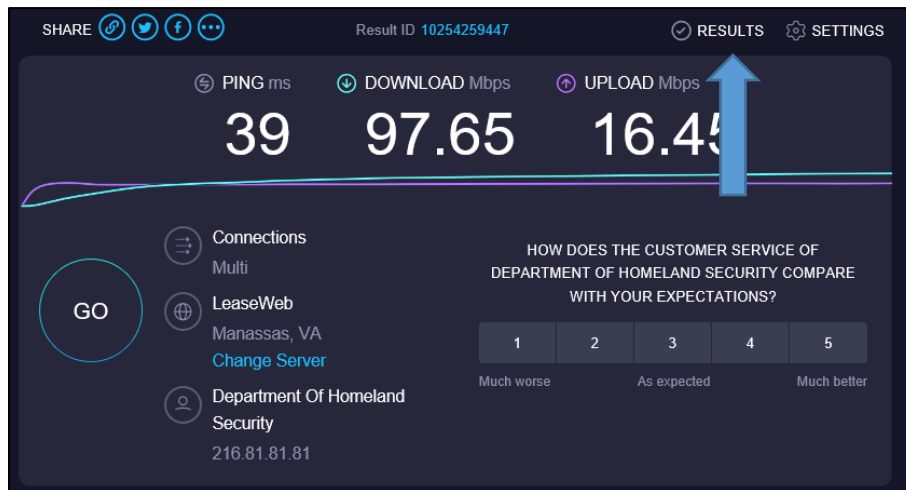 SHARE Result ID 10254259447 RESULTS SETTINGS
PING ms DOWNLOAD Mbps UPLOAD Mbps
39 97.65 16.45
Connections
Multi
LeaseWeb
Manassas, VA
Change Server
Department Of Homeland
Security
216.81.81.81
GO
HOW DOES THE CUSTOMER SERVICE OF
DEPARTMENT OF HOMELAND SECURITY COMPARE
WITH YOUR EXPECTATIONS?
1 2 3 4 5
Much worse As expected Much better